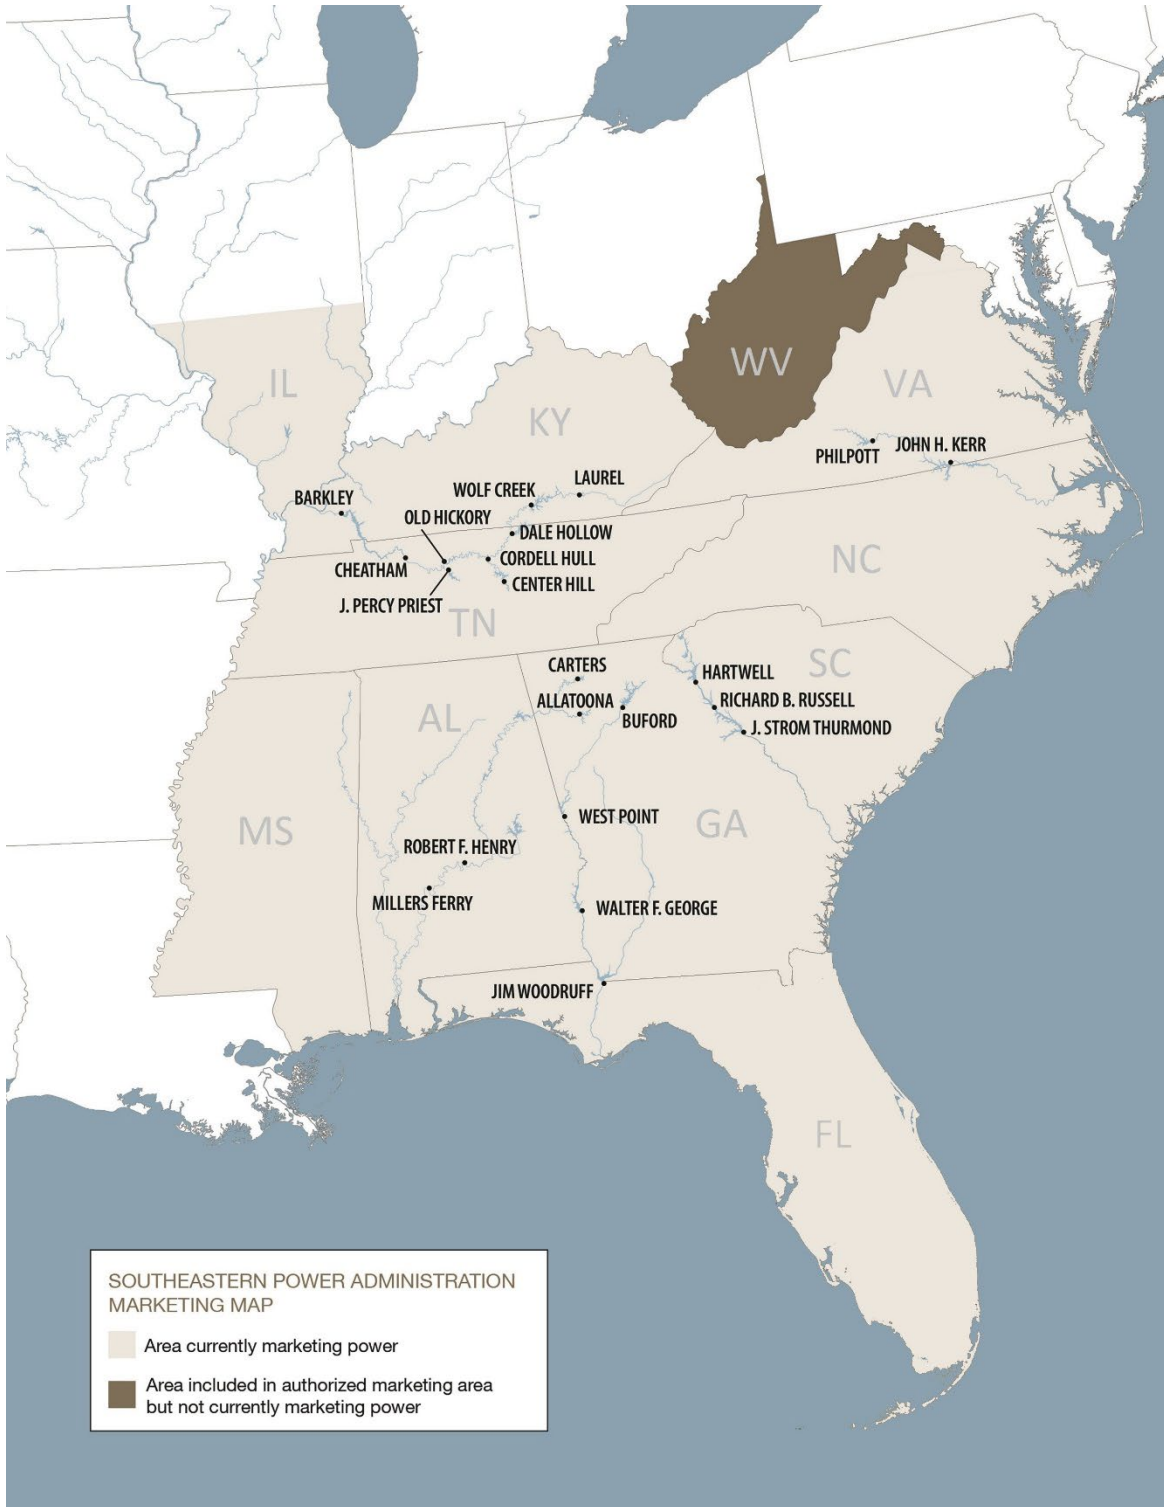 WV
IL
VA
KY
JOHN H. KERR
PHILPOTT
LAUREL
WOLF CREEK
BARKLEY
OLD HICKORY
DALE HOLLOW
CORDELL HULL
NC
CHEATHAM
CENTER HILL
J. PERCY PRIEST
TN
SC
CARTERS
HARTWELL
ALLATOONA
RICHARD B. RUSSELL
AL
BUFORD
J. STROM THURMOND
WEST POINT
GA
MS
ROBERT F. HENRY
MILLERS FERRY
WALTER F. GEORGE
JIM WOODRUFF
FL
SOUTHEASTERN POWER ADMINISTRATION
MARKETING MAP
Area currently marketing power
Area included in authorized marketing area
but not currently marketing power